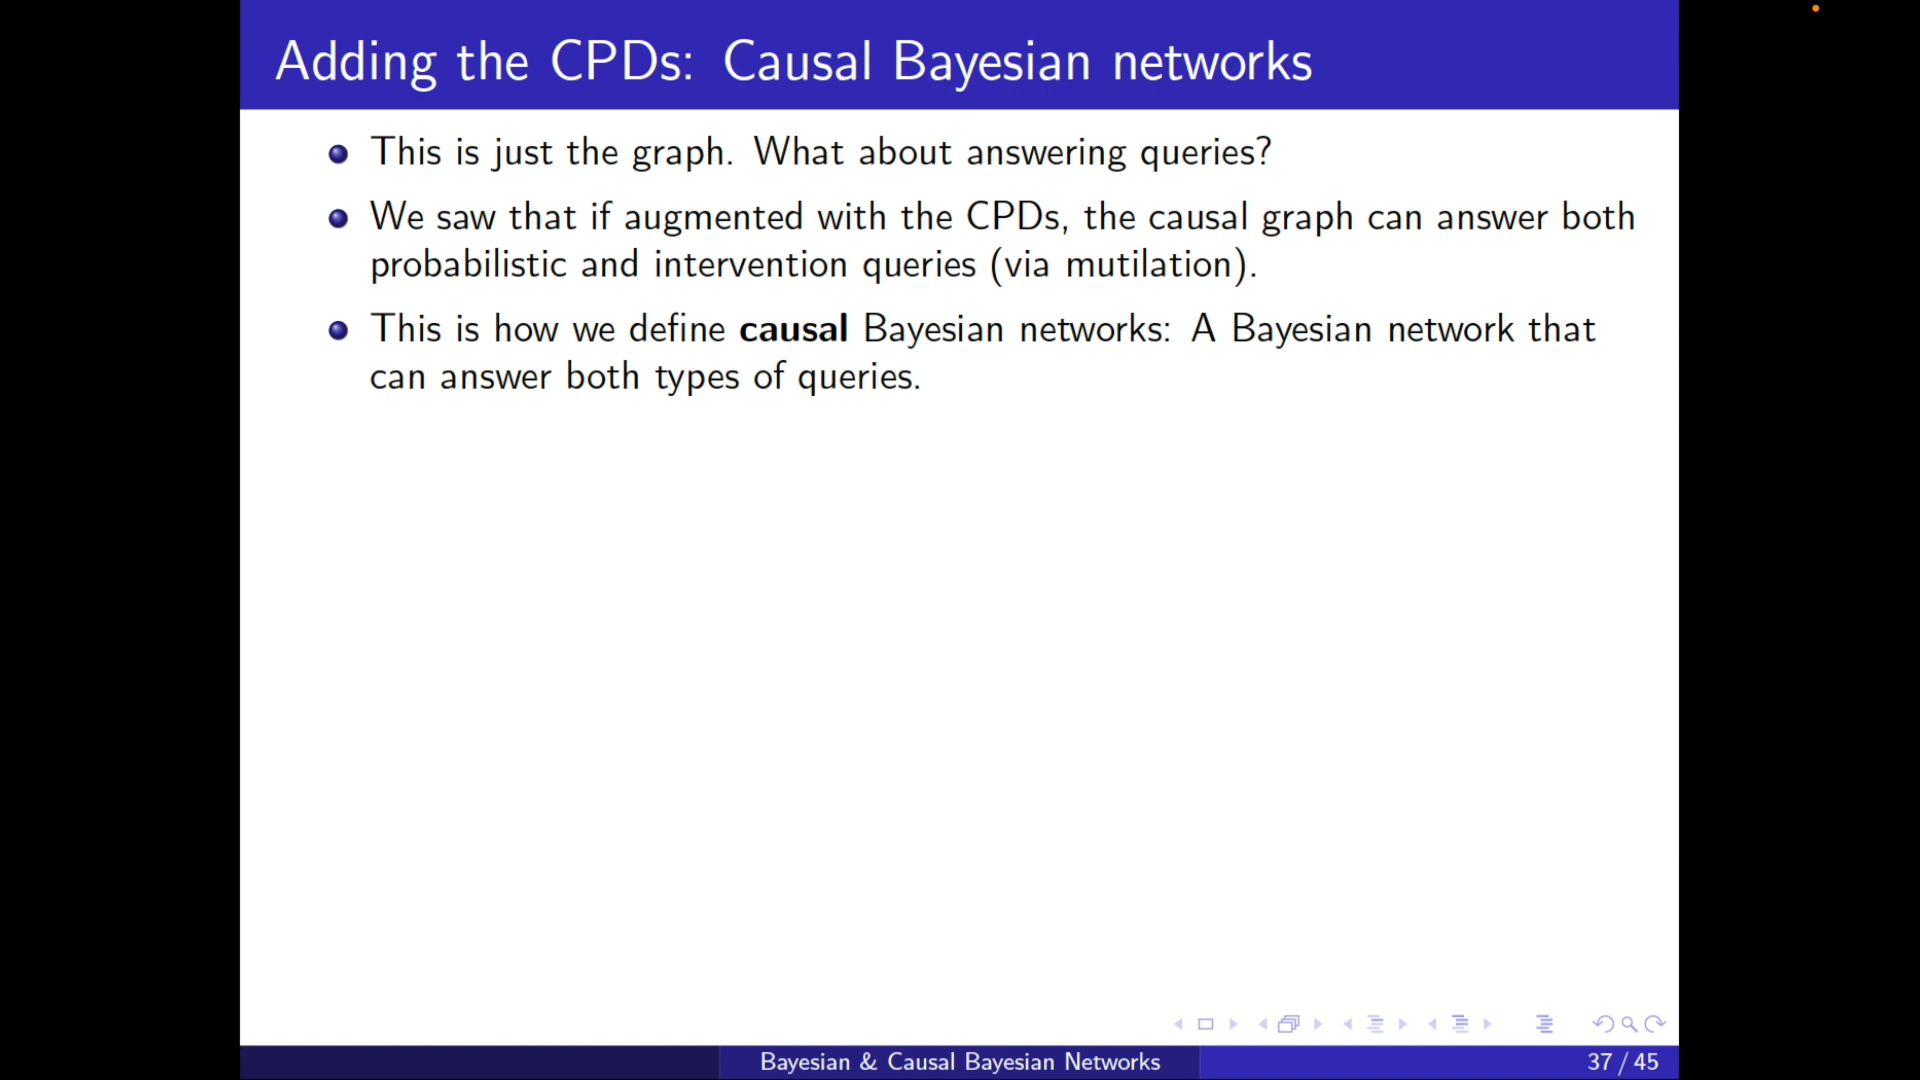 Adding the CPDs: Causal Bayesian networks
This is just the graph. What about answering queries?
We saw that if augmented with the CPDs, the causal graph can answer both
probabilistic and intervention queries (via mutilation).
This is how we define causal Bayesian networks: A Bayesian network that
can answer both types of queries.
Bayesian & Causal Bayesian Networks
37 / 45